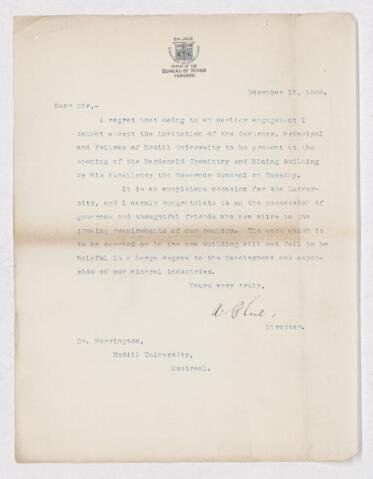 OFFICE OF THE
BUREAU OF MINES
TORONTO
December 1898.
Dear Sir,-
I regret that owing to an earlier engagement I
cannot accept the invitation of the Governors, Principal
and Fellows of McGill University to be present at the
opening of the Macdonald Chemistry and Mining Building
by His Excellency the Governor General on Tuesday.
It is an auspicious occasion for the Univer-
sity, and I warmly congratulate it on the possession of
generous and thoughtful friends who are alive to the
growing requirements of our country. The work which is
to be carried on in the new building will not fail to be
helpful in a large degree to the development and expan-
sion of our mineral industries.
Yours very truly,
A. Blue,
Director.
Dr. Harrington,
McGill University,
Montreal.